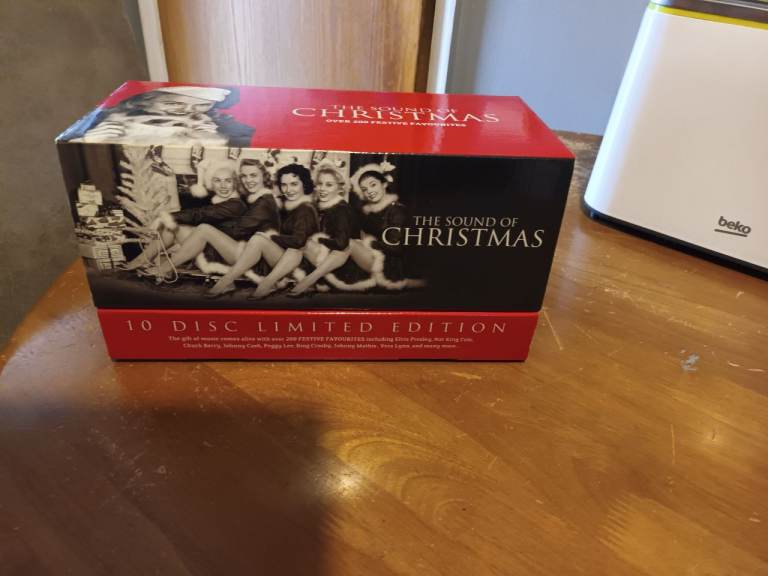 THE SOUND OF
CHRISTMAS
OVER 200 FESTIVE FAVOURITES
THE SOUND OF
CHRISTMAS
10 DISC LIMITED EDITION
The gift of music comes alive with over 200 FESTIVE FAVOURITES including Elvis Presley, Nat King Cole,
Chuck Berry, Johnny Cash, Peggy Lee, Bing Crosby, Johnny Mathis, Vera Lynn and many more.
beko